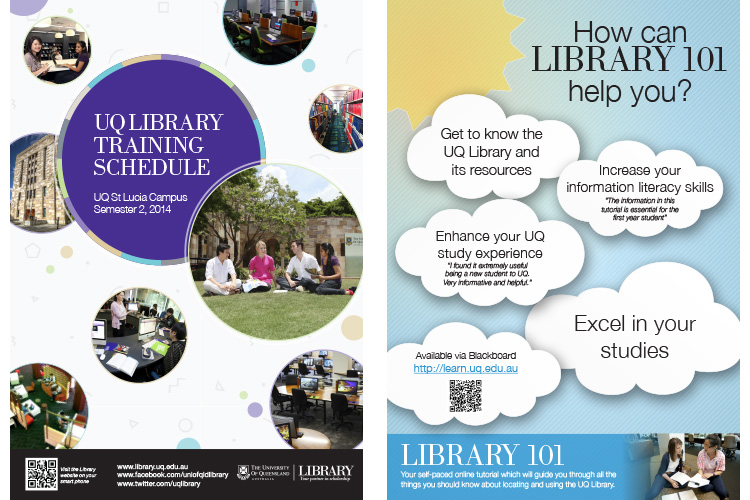 UQ LIBRARY
TRAINING
SCHEDULE
UQ St Lucia Campus
Semester 2, 2014
Visit the Library
website on your
smart phone
www.library.uq.edu.au
www.facebook.com/uniofqldlibrary
www.twitter.com/uqlibrary
THE UNIVERSITY
OF QUEENSLAND
AUSTRALIA
LIBRARY
Your partner in scholarship
How can
LIBRARY 101
help you?
Get to know the
UQ Library and
its resources
Increase your
information literacy skills
"The information in this
tutorial is essential for the
first year student"
Enhance your UQ
study experience
"I found it extremely useful
being a new student to UQ.
Very informative and helpful."
Excel in your
studies
Available via Blackboard
http://learn.uq.edu.au
LIBRARY 101
Your self-paced online tutorial which will guide you through all the
things you should know about locating and using the UQ Library.